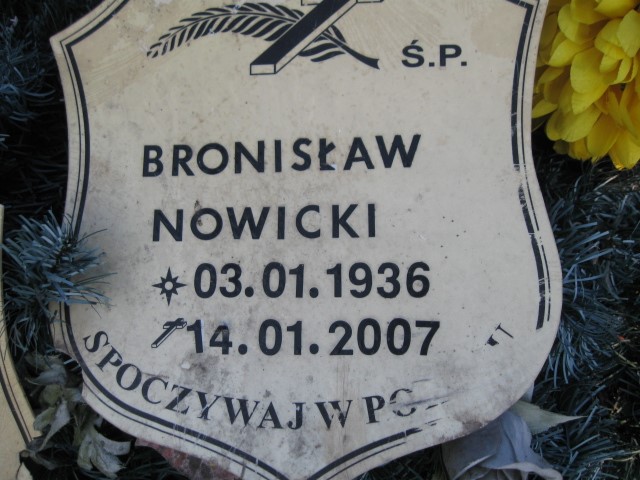 Ś.P.
BRONISŁAW
NOWICKI
03.01.1936
14.01.2007
SPOCZYWAJ W